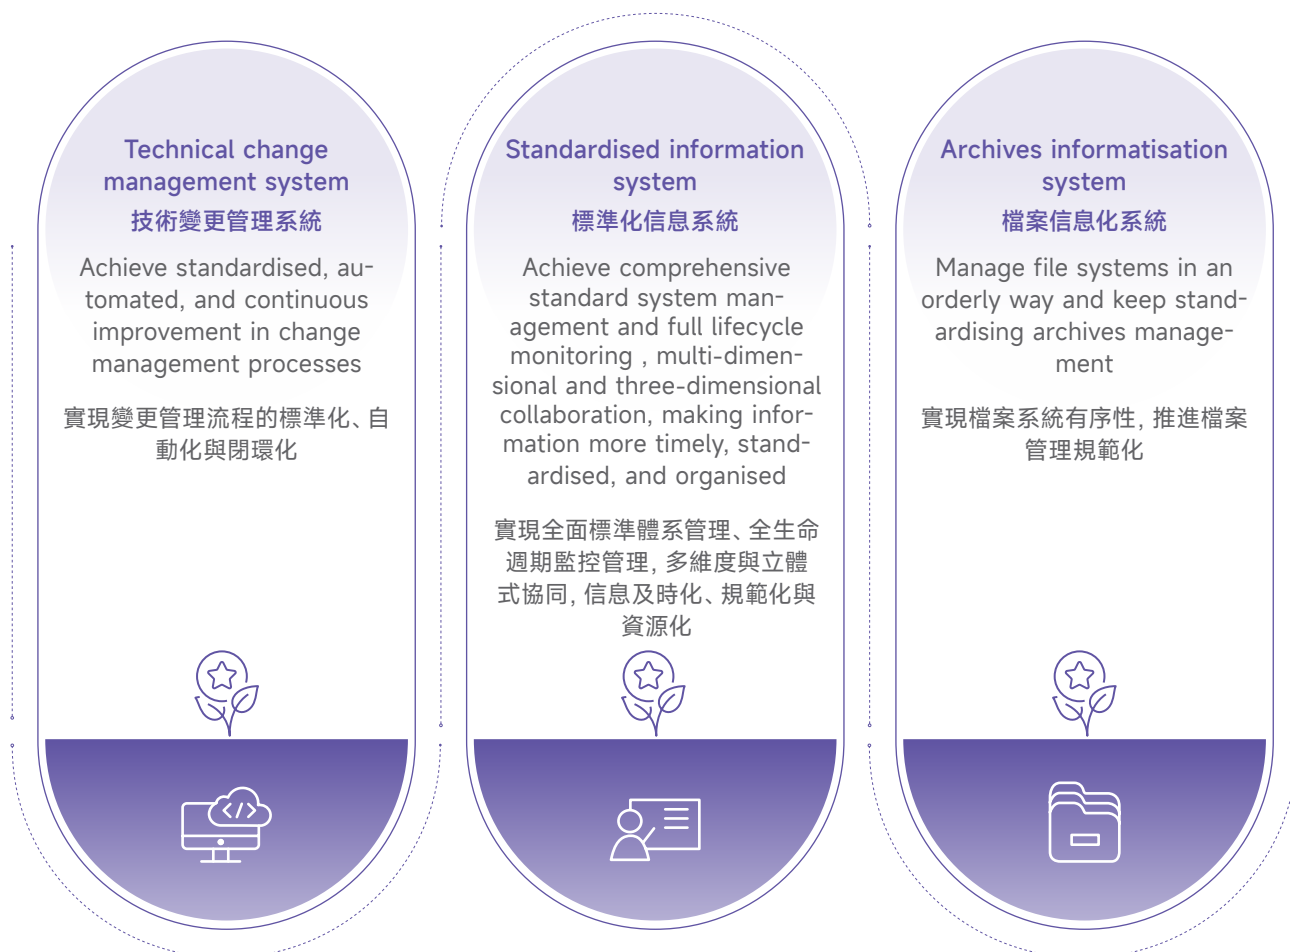 Technical change
management system
技術變更管理系統
Achieve standardised, au-
tomated, and continuous
improvement in change
management processes
實現變更管理流程的標準化、自
動化與閉環化
Standardised information
system
標準化信息系統
Achieve comprehensive
standard system man-
agement and full lifecycle
monitoring , multi-dimen-
sional and three-dimensional
collaboration, making infor-
mation more timely, stand-
ardised, and organised
實現全面標準體系管理、全生命
週期監控管理, 多維度與立體
式協同, 信息及時化、規範化與
資源化
Archives informatisation
system
檔案信息化系統
Manage file systems in an
orderly way and keep stand-
ardising archives manage-
ment
實現檔案系統有序性, 推進檔案
管理規範化